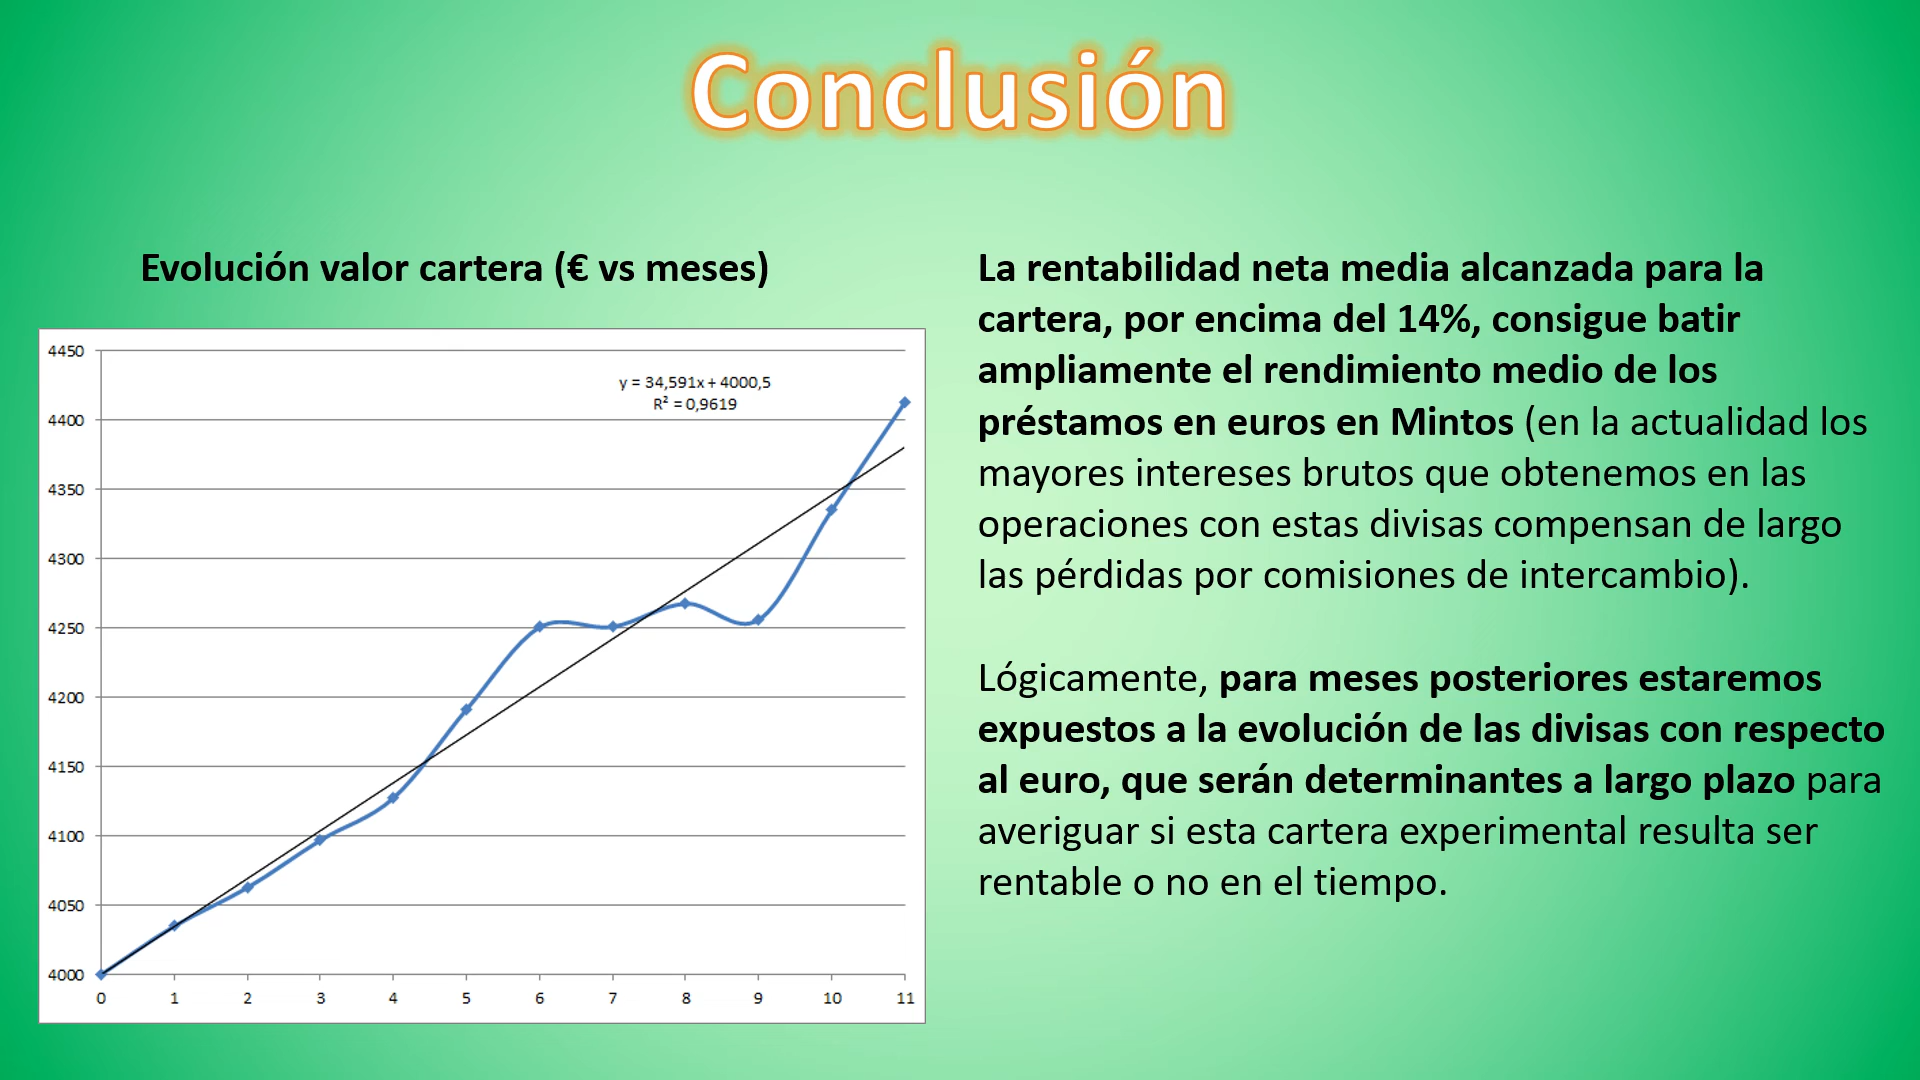 Conclusión
Evolución valor cartera (€ vs meses)
4450
4400
4350
4300
4250
4200
4150
4100
4050
4000
y = 34,591x + 4000,5
R² = 0,9619
0 1 2 3 4 5 6 7 8 9 10 11
La rentabilidad neta media alcanzada para la
cartera, por encima del 14%, consigue batir
ampliamente el rendimiento medio de los
préstamos en euros en Mintos (en la actualidad los
mayores intereses brutos que obtenemos en las
operaciones con estas divisas compensan de largo
las pérdidas por comisiones de intercambio).
Lógicamente, para meses posteriores estaremos
expuestos a la evolución de las divisas con respecto
al euro, que serán determinantes a largo plazo para
averiguar si esta cartera experimental resulta ser
rentable o no en el tiempo.